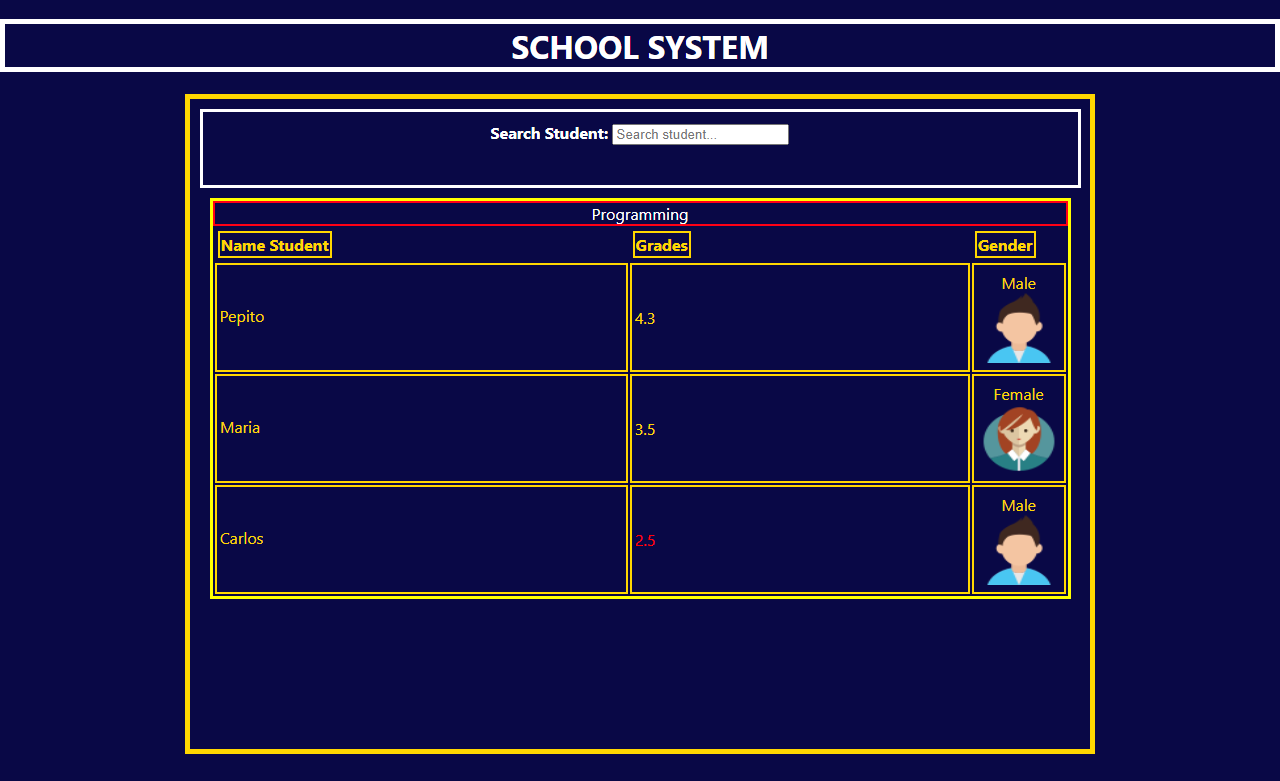 SCHOOL SYSTEM
Search Student: Search student...
Programming
Name Student Grades Gender
Pepito 4.3 Male
Maria 3.5 Female
Carlos 2.5 Male